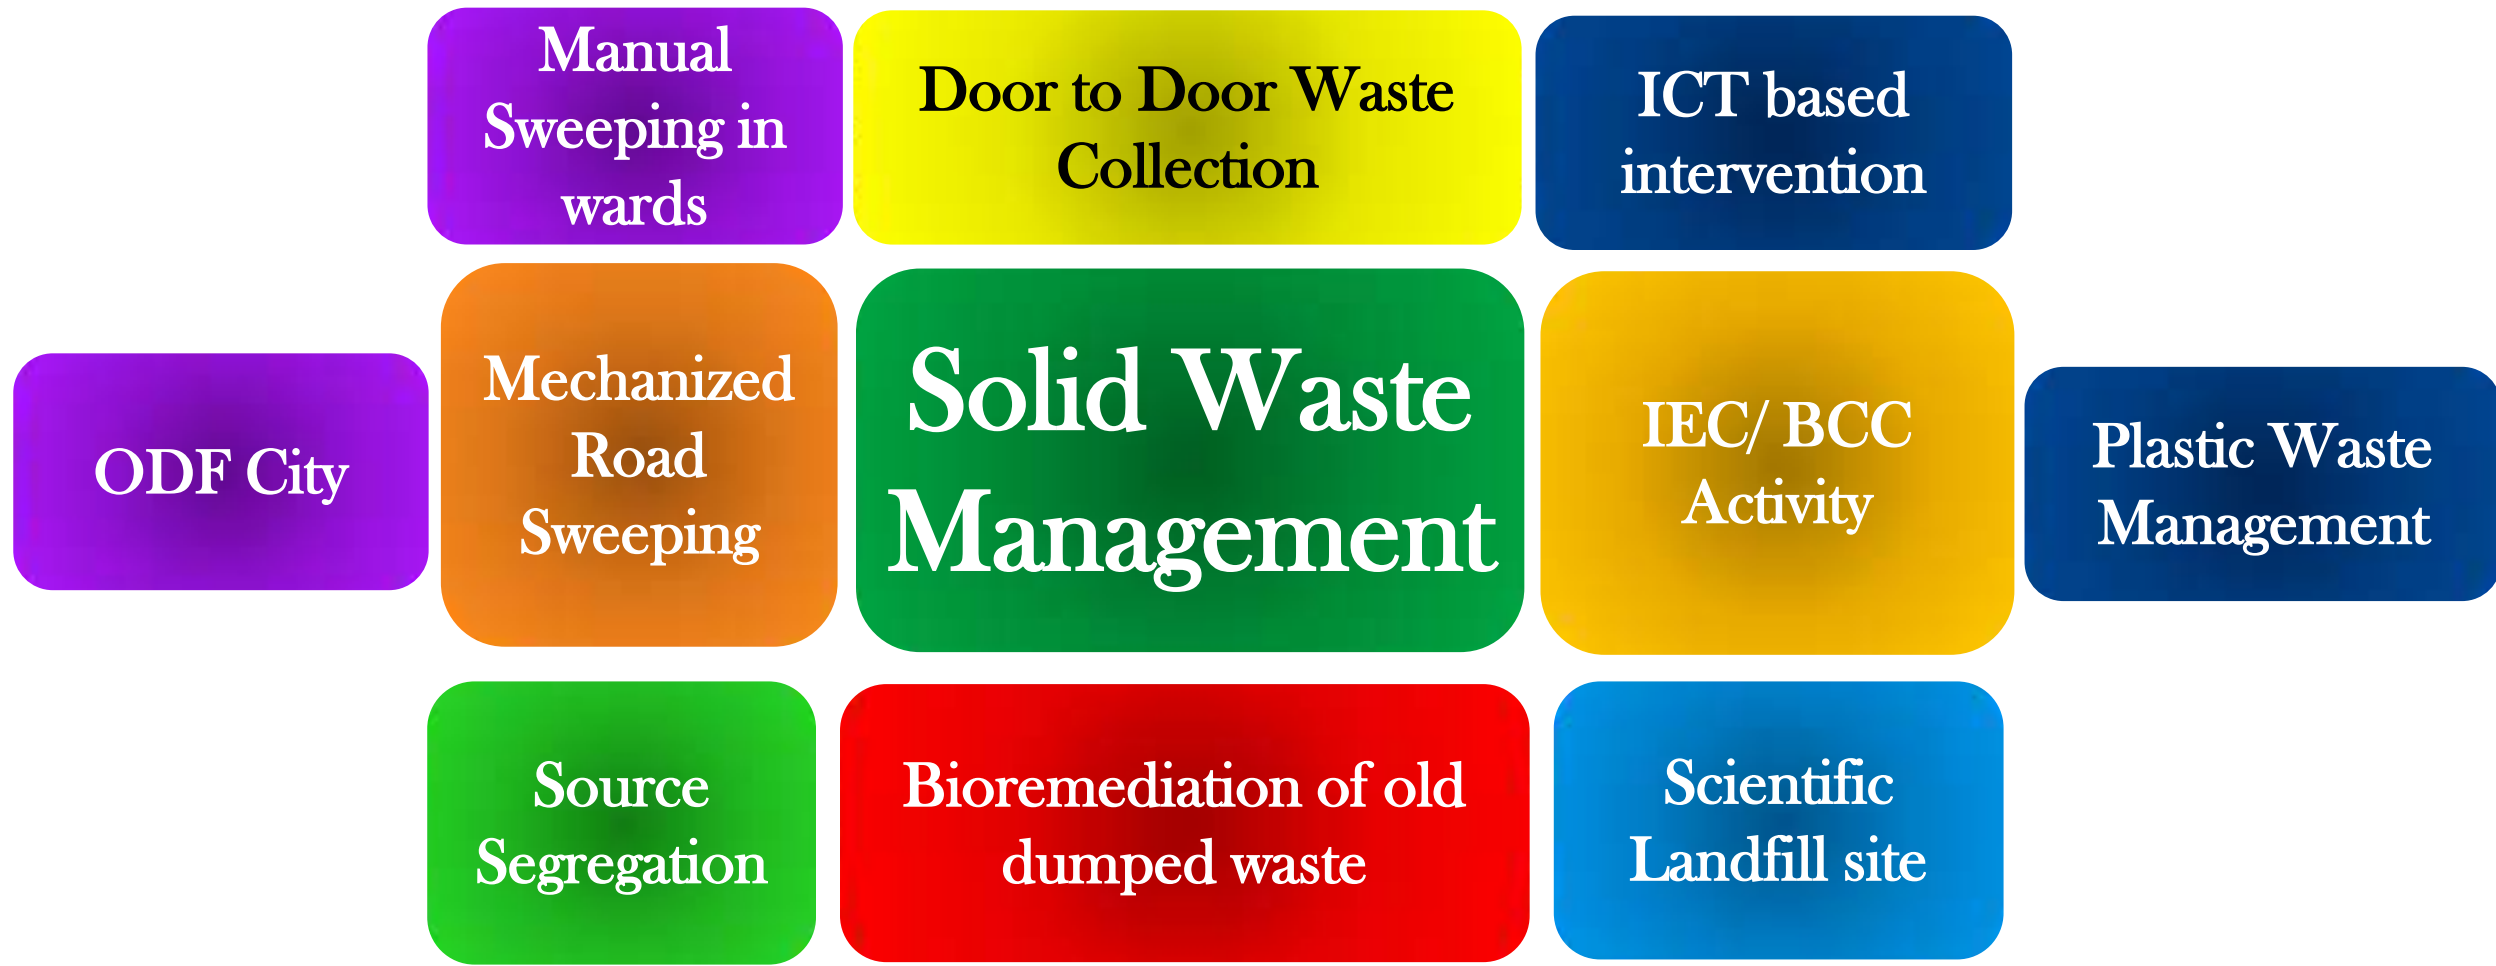 Manual
Sweeping in
wards
Door to Door Waste
Collection
ICT based
intervention
ODF City
Mechanized
Road
Sweeping
Solid Waste
Management
IEC/ BCC
Activity
Plastic Waste
Management
Soure
Segregation
Bioremediation of old
dumped waste
Scientific
Landfill site